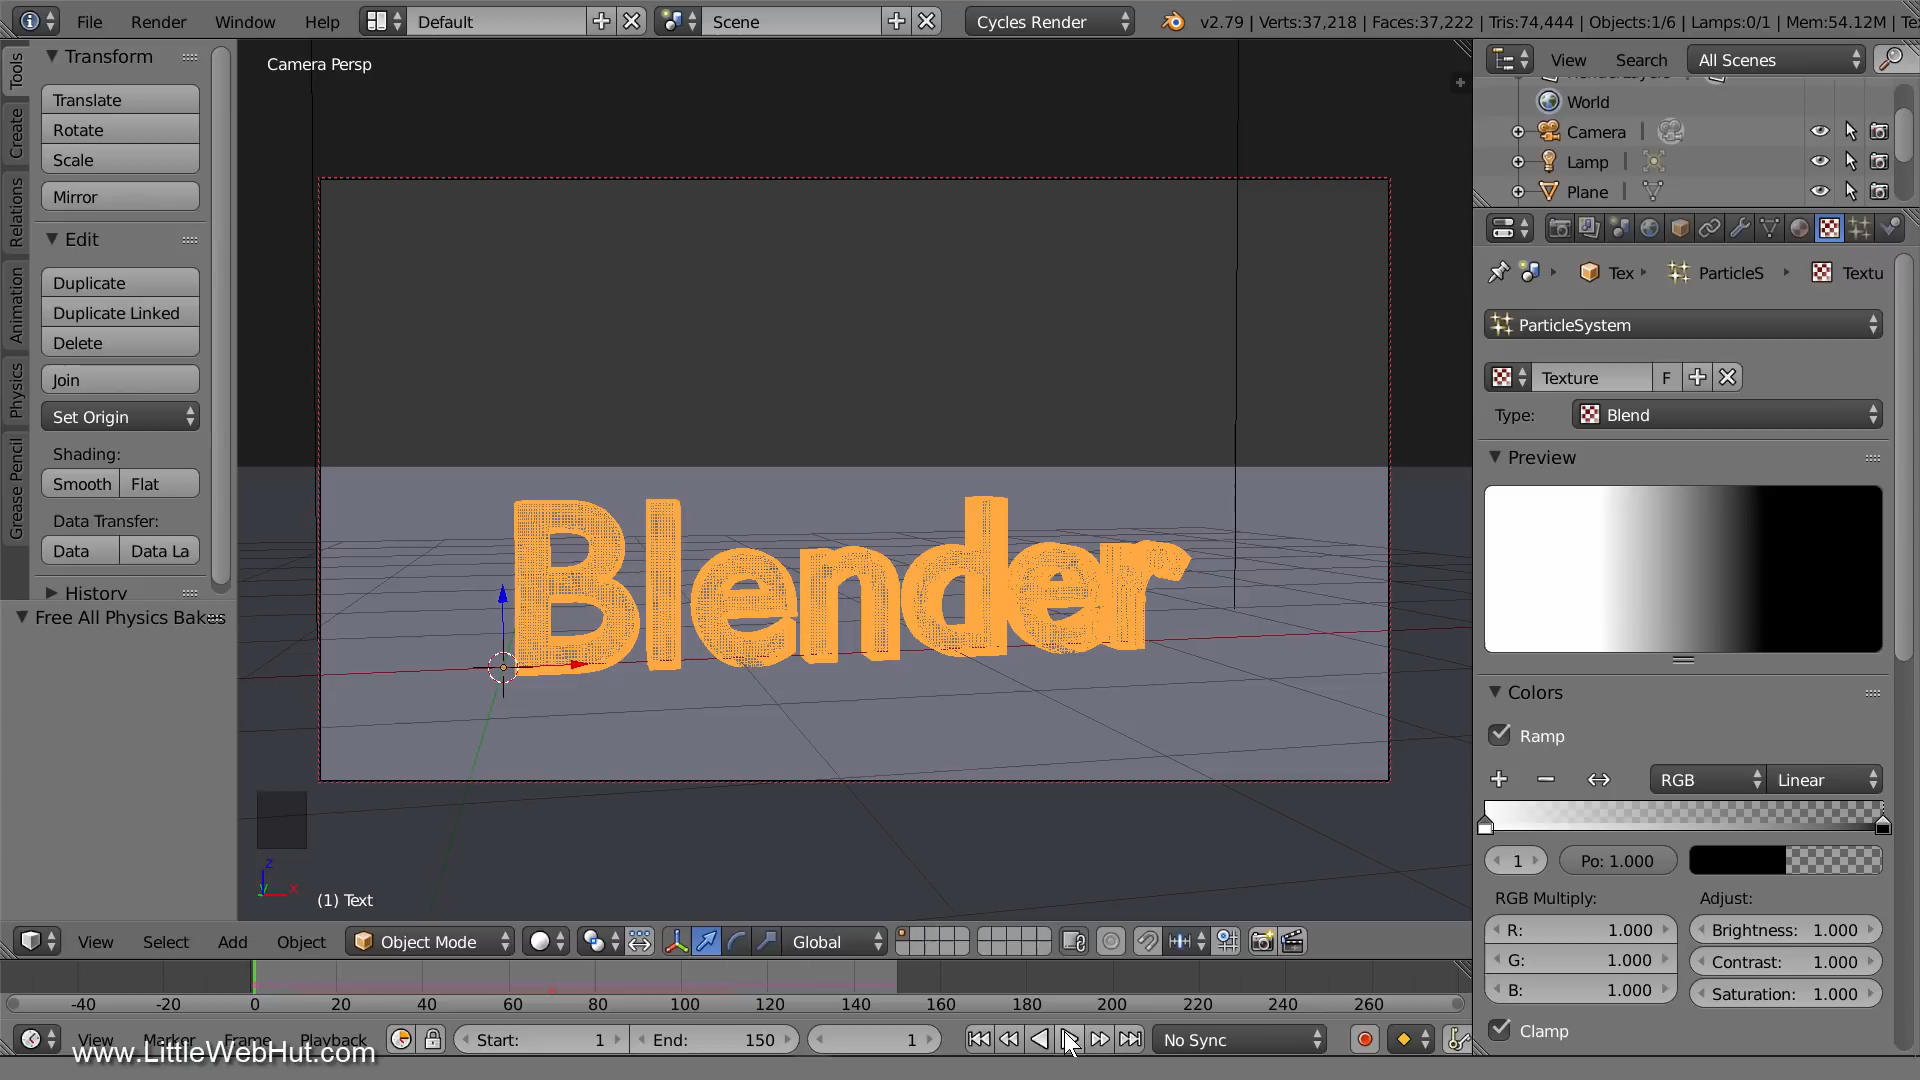 File Render Window Help Default Scene Cycles Render v2.79 | Verts:37,218 | Faces:37,222 | Tris:74,444 | Objects:1/6 | Lamps:0/1 | Mem:54.12M |
Transform
Translate
Rotate
Scale
Mirror
Edit
Duplicate
Duplicate Linked
Delete
Join
Set Origin
Shading:
Smooth Flat
Data Transfer:
Data Data La
History
Free All Physics Bakes
Tools
Create
Relations
Animation
Physics
Grease Pencil
Camera Persp
Blender
z
x
(1) Text
View Search All Scenes
World
Camera
Lamp
Plane
Tex ParticleS Textu
ParticleSystem
Texture F
Type: Blend
Preview
Colors
Ramp
RGB Linear
1 Po: 1.000
RGB Multiply: Adjust:
R: 1.000 Brightness: 1.000
G: 1.000 Contrast: 1.000
B: 1.000 Saturation: 1.000
Clamp
View Select Add Object Object Mode Global
-40 -20 0 20 40 60 80 100 120 140 160 180 200 220 240 260
View Marker Frame Playback Start: 1 End: 150 1 No Sync
www.LittleWebHut.com